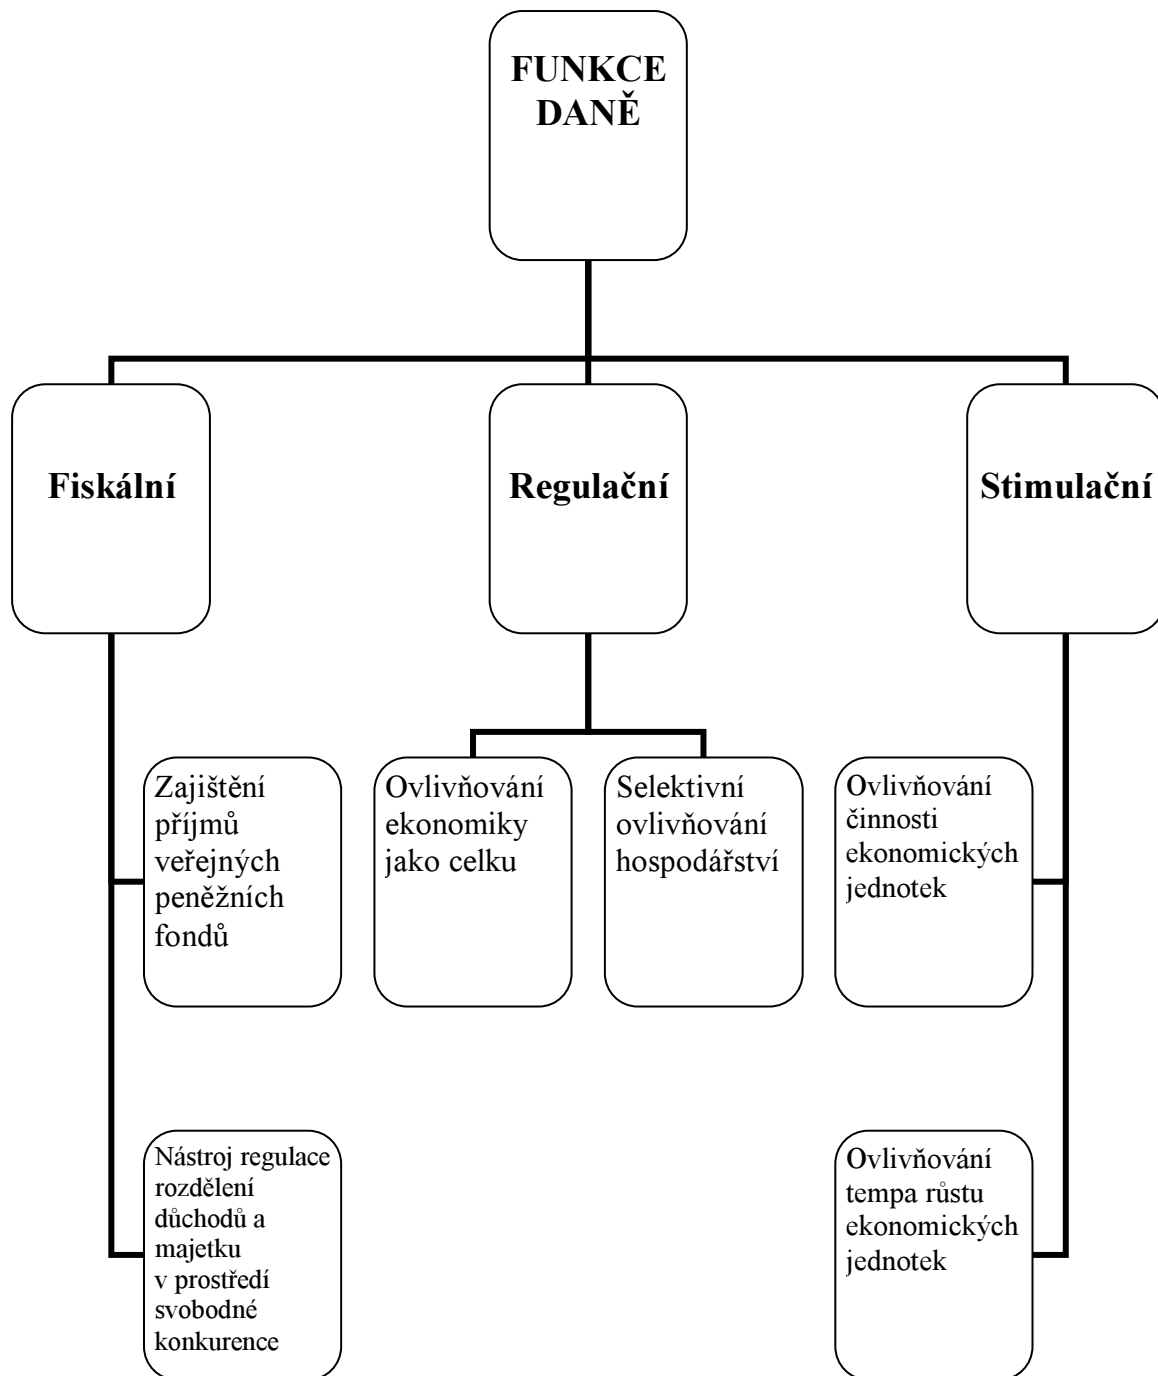 FUNKCE
DANĚ
Fiskální
Regulační
Stimulační
Zajištění
příjmů
veřejných
peněžních
fondů
Ovlivňování
ekonomiky
jako celku
Selektivní
ovlivňování
hospodářství
Ovlivňování
činnosti
ekonomických
jednotek
Nástroj regulace
rozdělení
důchodů a
majetku
v prostředí
svobodné
konkurence
Ovlivňování
tempa růstu
ekonomických
jednotek